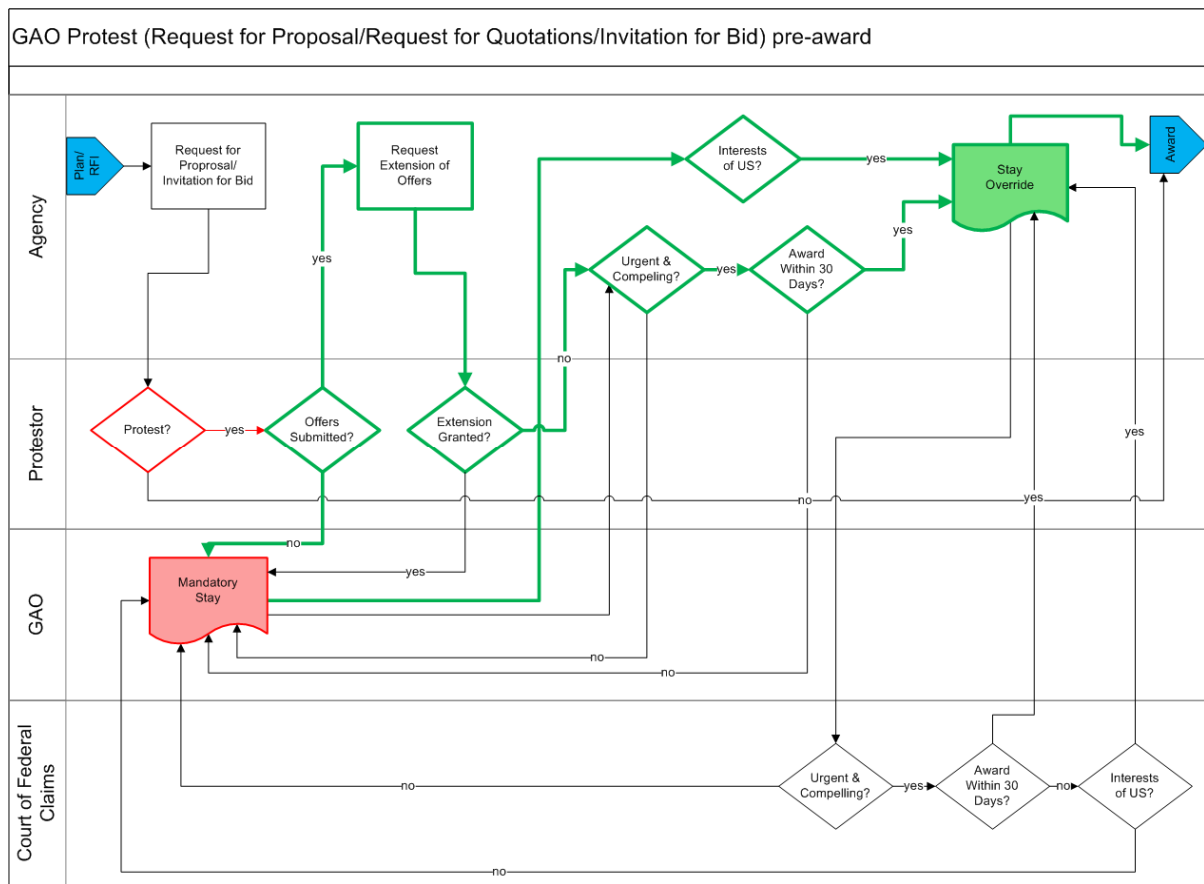 GAO Protest (Request for Proposal/Request for Quotations/Invitation for Bid) pre-award
Agency
Plan/
RFI
Request for
Proprosal/
Invitation for Bid
Request
Extension of
Offers
Interests
of US?
yes
Stay
Override
Award
yes
Urgent &
Compeling?
yes
Award
Within 30
Days?
yes
no
Protestor
Protest?
yes
Offers
Submitted?
Extension
Granted?
yes
no
yes
no
GAO
Mandatory
Stay
yes
no
no
Court of Federal
Claims
no
Urgent &
Compelling?
yes
Award
Within 30
Days?
no
Interests
of US?
no